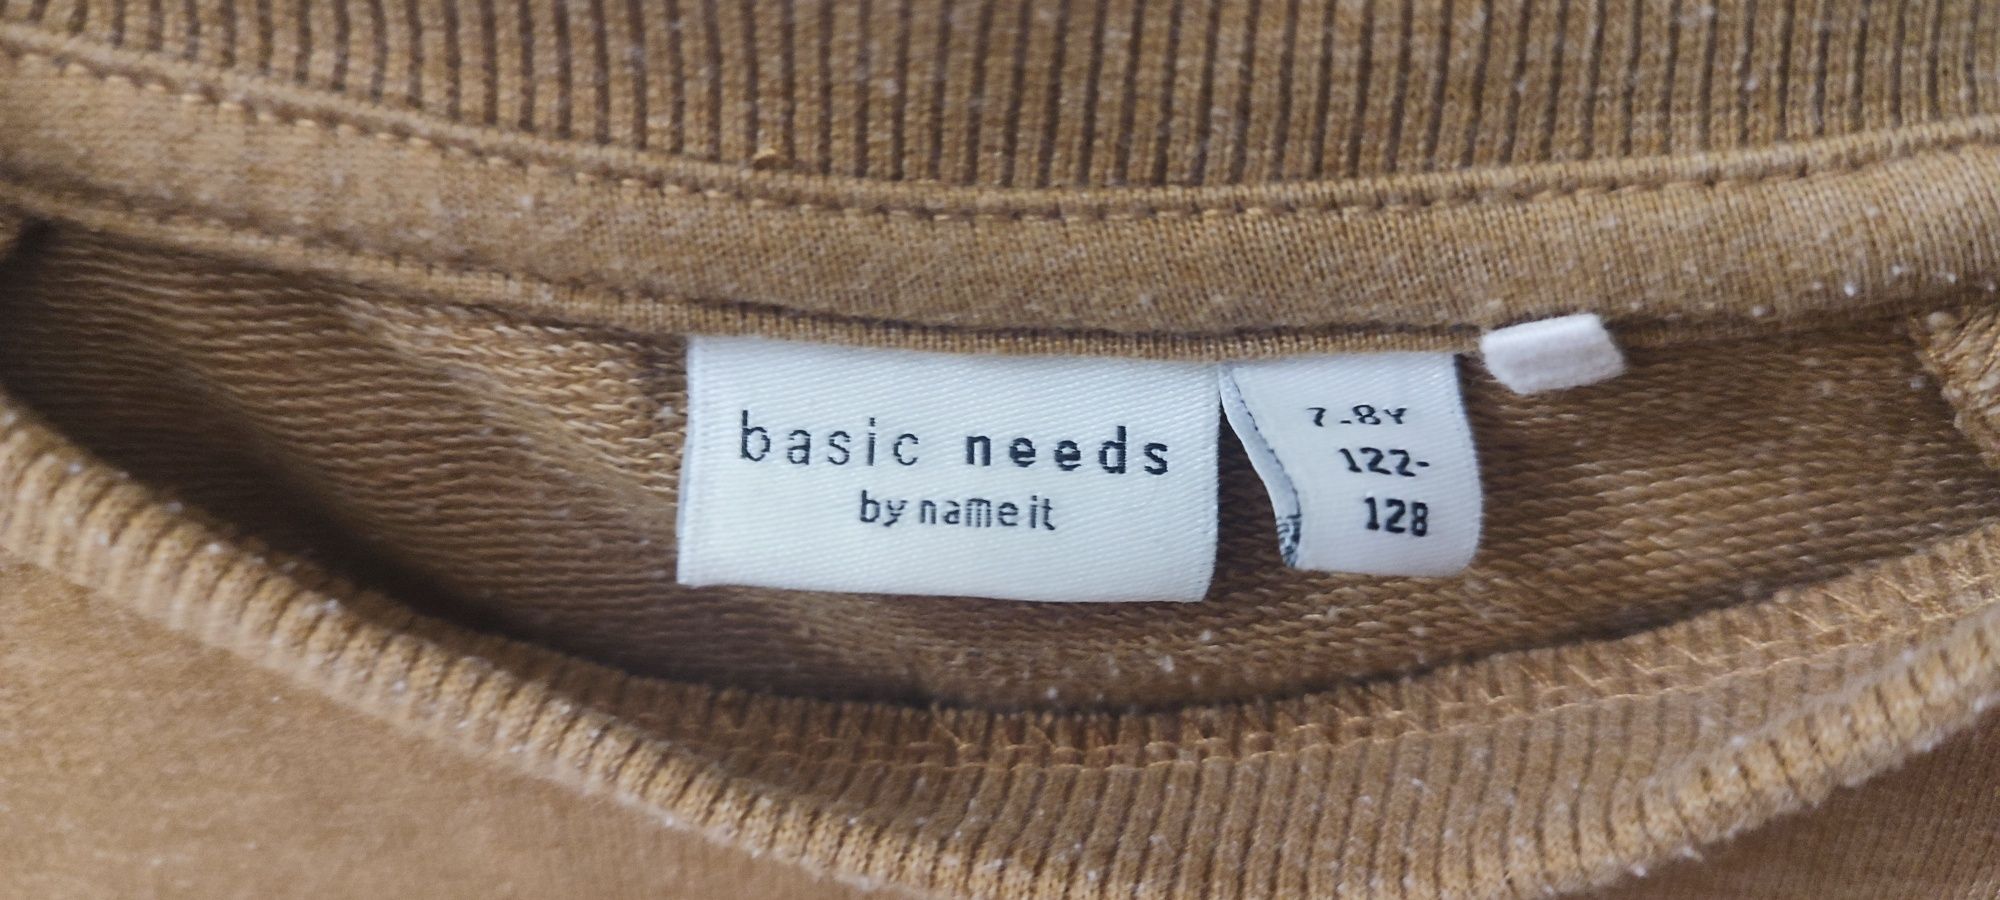 basic needs
by name it
7-8Y
122-
128